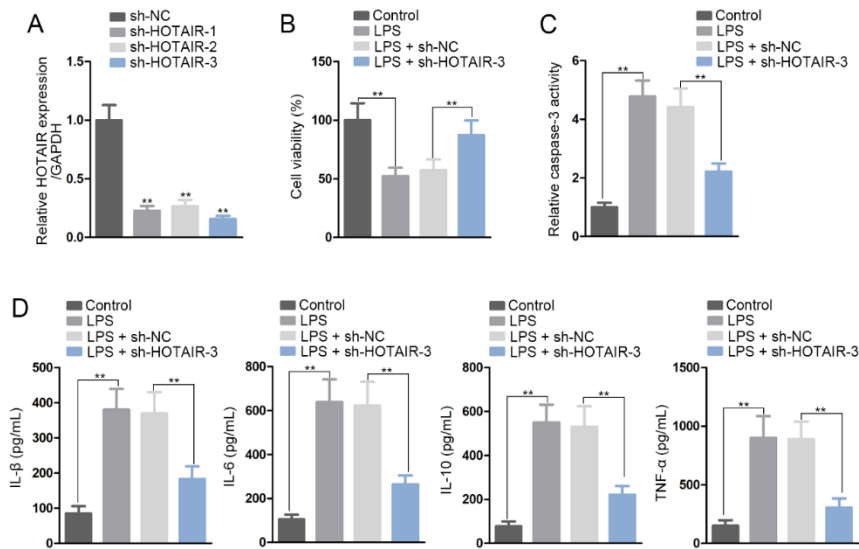 A
sh-NC
sh-HOTAIR-1
sh-HOTAIR-2
sh-HOTAIR-3
Relative HOTAIR expression
/GAPDH
1.5
1.0
0.5
0.0
**
**
**
B
Control
LPS
LPS + sh-NC
LPS + sh-HOTAIR-3
Cell viability (%)
150
100
50
0
**
**
C
Control
LPS
LPS + sh-NC
LPS + sh-HOTAIR-3
Relative caspase-3 activity
6
4
2
0
**
**
D
Control
LPS
LPS + sh-NC
LPS + sh-HOTAIR-3
IL-β (pg/mL)
500
400
300
200
100
0
**
**
Control
LPS
LPS + sh-NC
LPS + sh-HOTAIR-3
IL-6 (pg/mL)
800
600
400
200
0
**
**
Control
LPS
LPS + sh-NC
LPS + sh-HOTAIR-3
IL-10 (pg/mL)
800
600
400
200
0
**
**
Control
LPS
LPS + sh-NC
LPS + sh-HOTAIR-3
TNF-α (pg/mL)
1500
1000
500
0
**
**